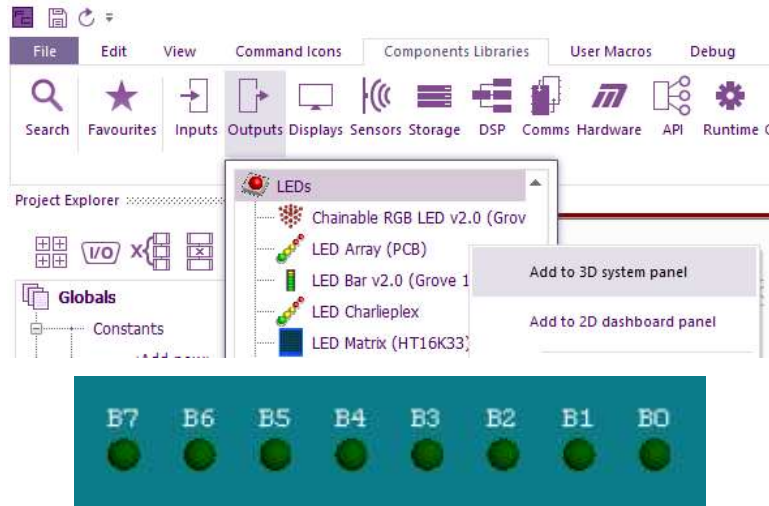 FC
File Edit View Command Icons Components Libraries User Macros Debug
Search Favourites Inputs Outputs Displays Sensors Storage DSP Comms Hardware API Runtime
LEDs
Project Explorer
Chainable RGB LED v2.0 (Grov
LED Array (PCB)
I/O X
Add to 3D system panel
LED Bar v2.0 (Grove 1
Globals
LED Charlieplex
Add to 2D dashboard panel
Constants
LED Matrix (HT16K33)
B7 B6 B5 B4 B3 B2 B1 B0